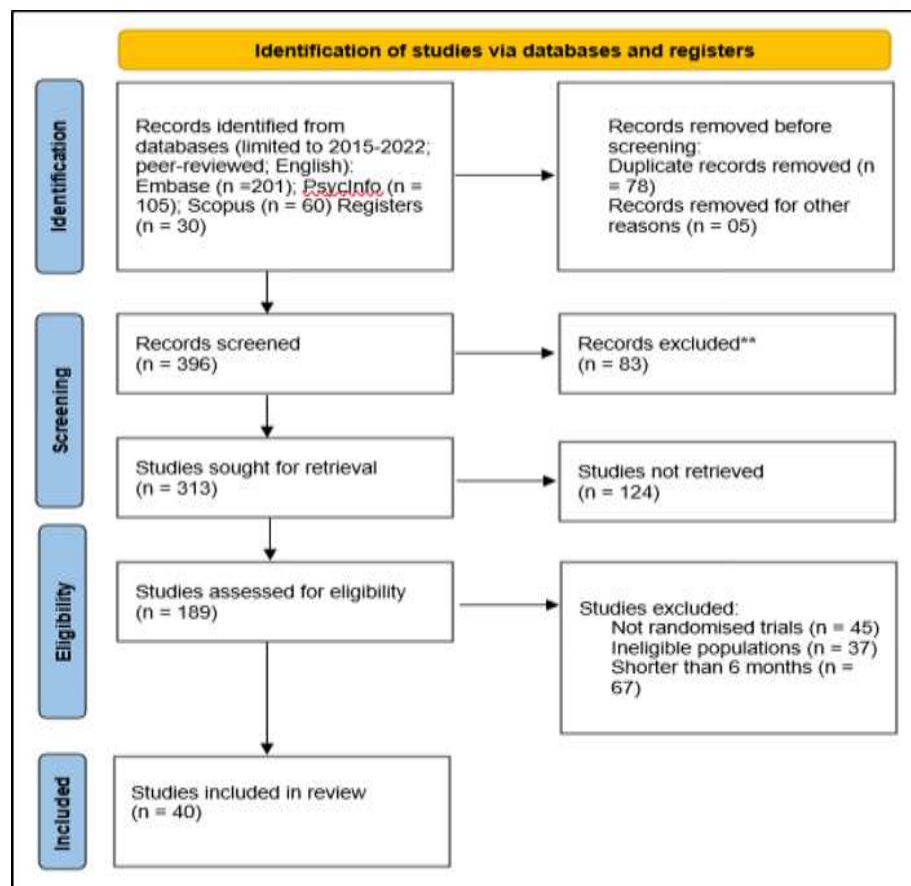 Identification of studies via databases and registers
Identification
Records identified from
databases (limited to 2015-2022;
peer-reviewed; English):
Embase (n =201); PsycInfo (n =
105); Scopus (n = 60) Registers
(n = 30)
Records removed before
screening:
Duplicate records removed (n
= 78)
Records removed for other
reasons (n = 05)
Screening
Records screened
(n = 396)
Records excluded**
(n = 83)
Studies sought for retrieval
(n = 313)
Studies not retrieved
(n = 124)
Eligibility
Studies assessed for eligibility
(n = 189)
Studies excluded:
Not randomised trials (n = 45)
Ineligible populations (n = 37)
Shorter than 6 months (n =
67)
Included
Studies included in review
(n = 40)